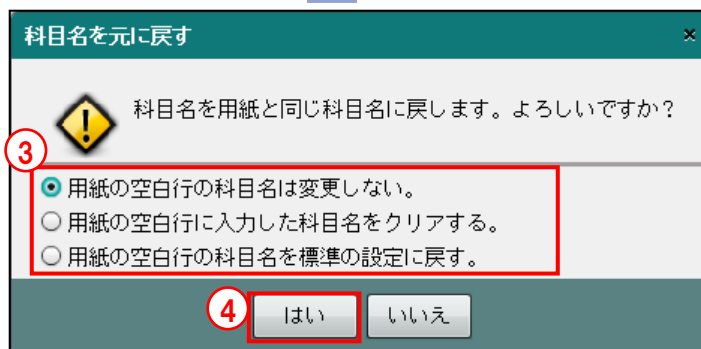 科目名を元に戻す ×
科目名を用紙と同じ科目名に戻します。よろしいですか?
③
用紙の空白行の科目名は変更しない。
用紙の空白行に入力した科目名をクリアする。
用紙の空白行の科目名を標準の設定に戻す。
④ はい いいえ